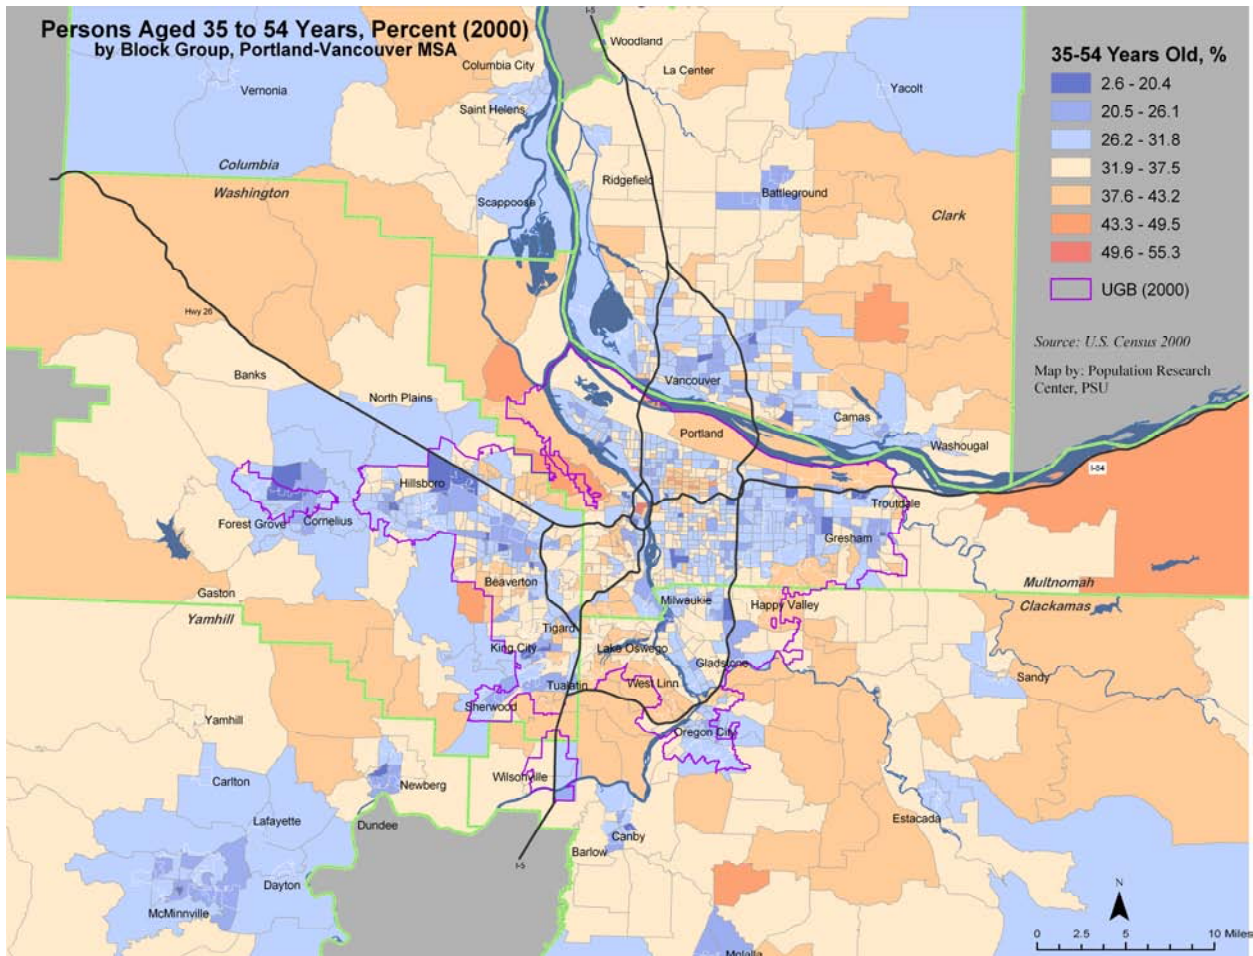 Persons Aged 35 to 54 Years, Percent (2000)
by Block Group, Portland-Vancouver MSA
I-5
Woodland
Columbia City
La Center
Vernonia
Yacolt
Saint Helens
35-54 Years Old, %
2.6 - 20.4
20.5 - 26.1
26.2 - 31.8
31.9 - 37.5
37.6 - 43.2
43.3 - 49.5
49.6 - 55.3
UGB (2000)
Source: U.S. Census 2000
Map by: Population Research
Center, PSU
Columbia
Washington
Ridgefield
Battleground
Scappoose
Clark
Hwy 26
Banks
North Plains
Vancouver
Camas
Portland
Washougal
I-84
Hillsboro
Troutdale
Forest Grove
Cornelius
Gresham
Beaverton
Multnomah
Gaston
Milwaukie
Happy Valley
Clackamas
Yamhill
Tigard
King City
Lake Oswego
Gladstone
Sandy
Tualatin
West Linn
Sherwood
Yamhill
Oregon City
Wilsonville
Carlton
Newberg
Lafayette
Dundee
Estacada
Canby
Barlow
I-5
Dayton
McMinnville
Molalla
N
0 2.5 5 10 Miles